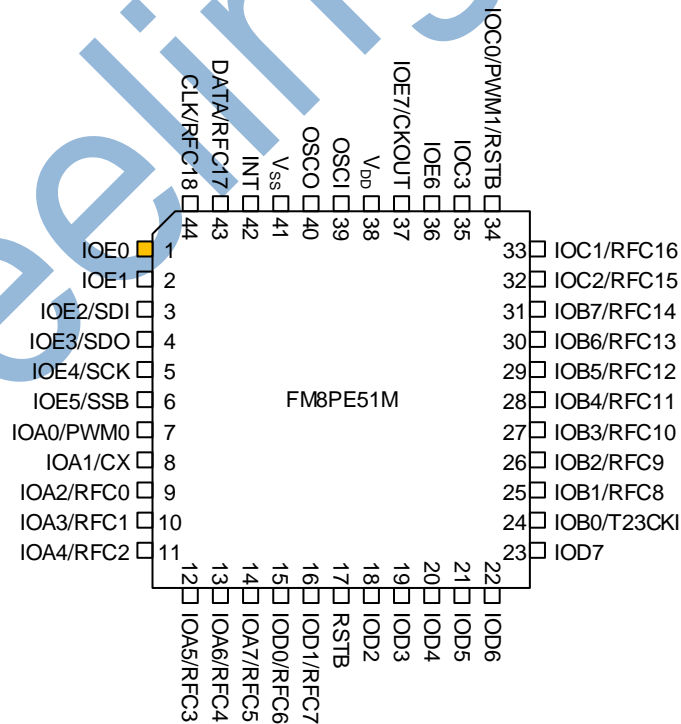 CLK/RFC18
DATA/RFC17
INT
VSS
OSCO
OSCI
VDD
IOE7/CKOUT
IOE6
IOC3
IOC0/PWM1/RSTB
44
43
42
41
40
39
38
37
36
35
34
IOE0 1
IOE1 2
IOE2/SDI 3
IOE3/SDO 4
IOE4/SCK 5
IOE5/SSB 6
IOA0/PWM0 7
IOA1/CX 8
IOA2/RFC0 9
IOA3/RFC1 10
IOA4/RFC2 11
FM8PE51M
33 IOC1/RFC16
32 IOC2/RFC15
31 IOB7/RFC14
30 IOB6/RFC13
29 IOB5/RFC12
28 IOB4/RFC11
27 IOB3/RFC10
26 IOB2/RFC9
25 IOB1/RFC8
24 IOB0/T23CKI
23 IOD7
12
13
14
15
16
17
18
19
20
21
22
IOA5/RFC3
IOA6/RFC4
IOA7/RFC5
IOD0/RFC6
IOD1/RFC7
RSTB
IOD2
IOD3
IOD4
IOD5
IOD6
eeling